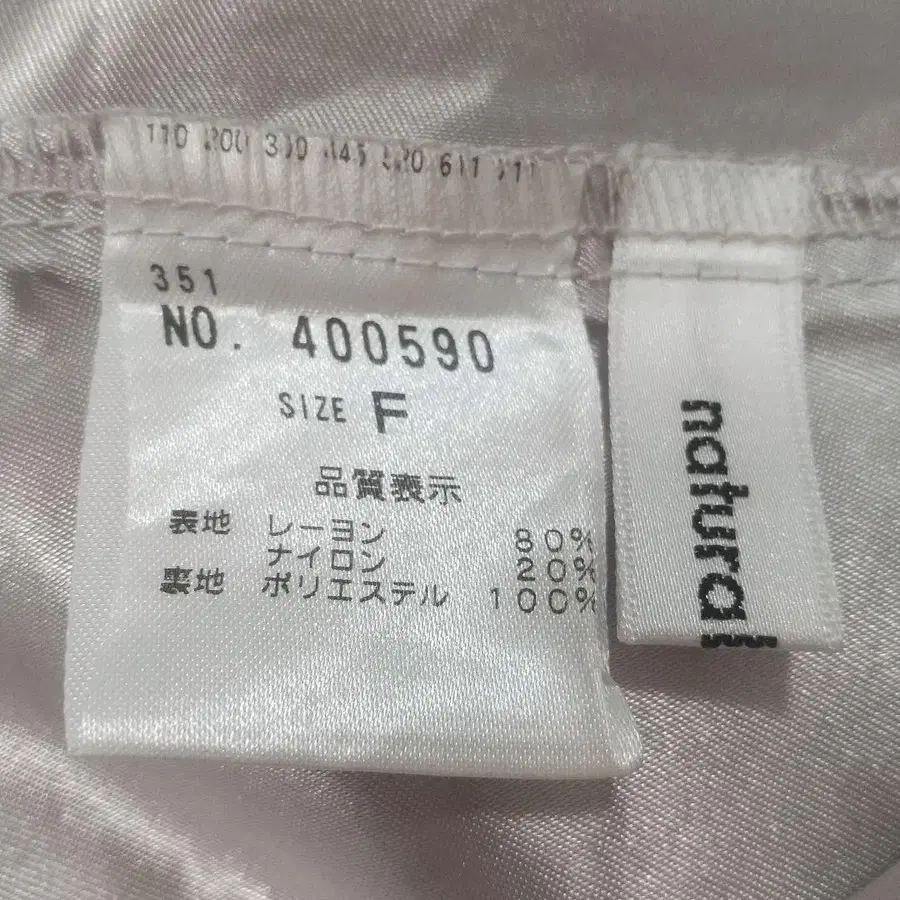 351
NO. 400590
SIZE F
品質表示
表地 レーヨン 80%
ナイロン 20%
裏地 ポリエステル 100%
natural